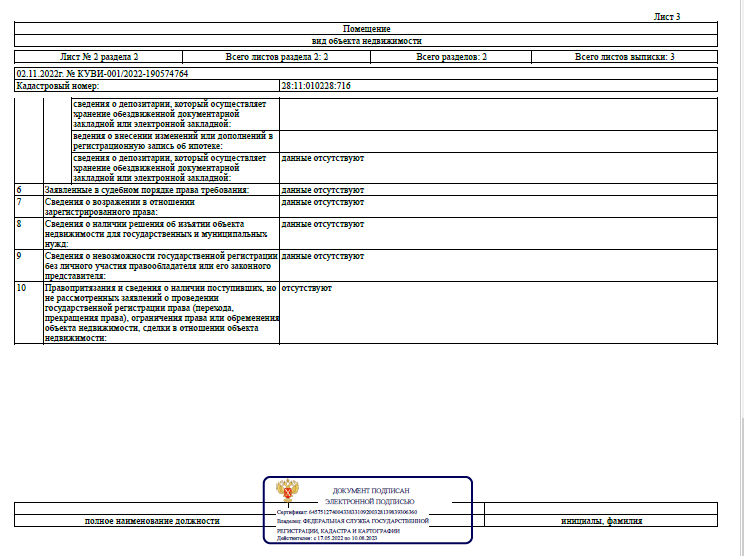 Лист 3
Помещение
вид объекта недвижимости
Лист № 2 раздела 2 Всего листов раздела 2: 2 Всего разделов: 2 Всего листов выписки: 3
02.11.2022г. № КУВИ-001/2022-190574764
Кадастровый номер: 28:11:010228:716
сведения о депозитарии, который осуществляет
хранение обездвиженной документарной
закладной или электронной закладной:
ведения о внесении изменений или дополнений в
регистрационную запись об ипотеке:
сведения о депозитарии, который осуществляет данные отсутствуют
хранение обездвиженной документарной
закладной или электронной закладной:
6 Заявленные в судебном порядке права требования: данные отсутствуют
7 Сведения о возражении в отношении данные отсутствуют
зарегистрированного права:
8 Сведения о наличии решения об изъятии объекта данные отсутствуют
недвижимости для государственных и муниципальных
нужд:
9 Сведения о невозможности государственной регистрации данные отсутствуют
без личного участия правообладателя или его законного
представителя:
10 Правопритязания и сведения о наличии поступивших, но отсутствуют
не рассмотренных заявлений о проведении
государственной регистрации права (перехода,
прекращения права), ограничения права или обременения
объекта недвижимости, сделки в отношении объекта
недвижимости:
ДОКУМЕНТ ПОДПИСАН
ЭЛЕКТРОННОЙ ПОДПИСЬЮ
Сертификат:
Владелец: ФЕДЕРАЛЬНАЯ СЛУЖБА ГОСУДАРСТВЕННОЙ
РЕГИСТРАЦИИ, КАДАСТРА И КАРТОГРАФИИ
Действителен: с 17.05.2022 по 10.08.2023
полное наименование должности инициалы, фамилия